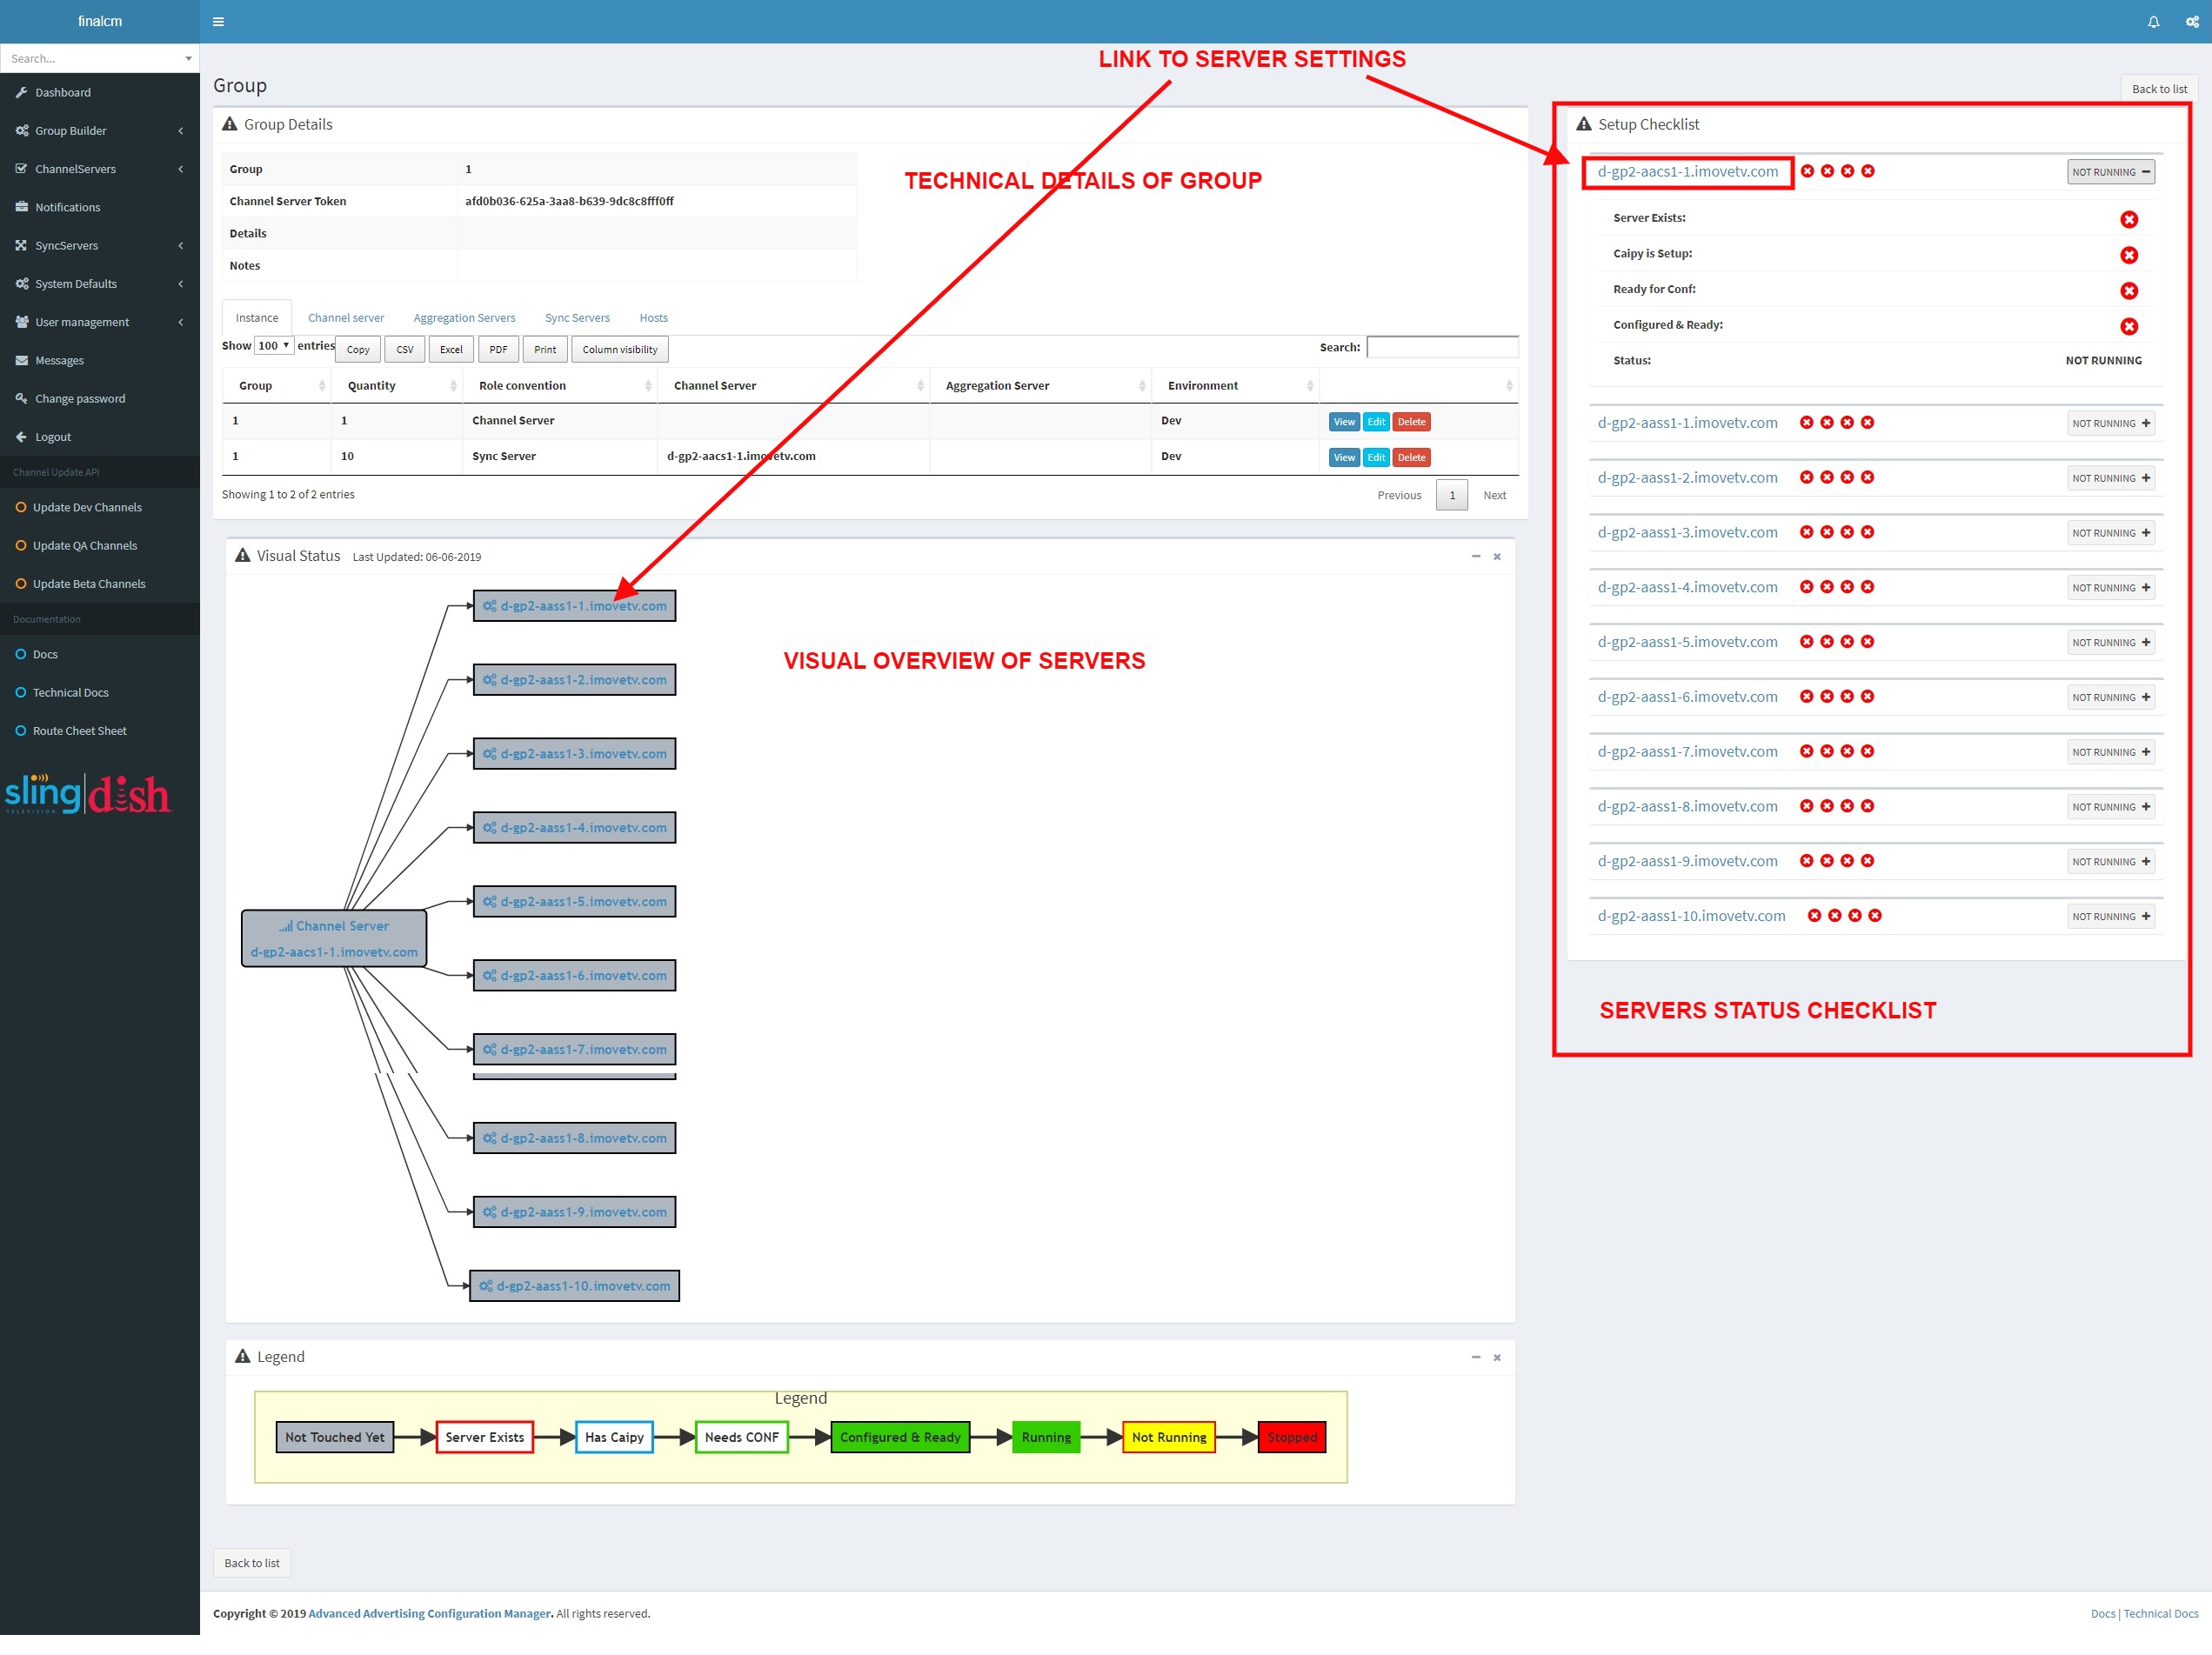 finalcm
Search...
Dashboard
Group Builder
ChannelServers
Notifications
SyncServers
System Defaults
User management
Messages
Change password
Logout
Channel Update API
Update Dev Channels
Update QA Channels
Update Beta Channels
Documentation
Docs
Technical Docs
Route Cheet Sheet
sling dish
TELEVISION
LINK TO SERVER SETTINGS
Group
Back to list
Group Details
Group 1
Channel Server Token afd0b036-625a-3aa8-b639-9dc8c8fff0ff
Details
Notes
TECHNICAL DETAILS OF GROUP
Instance Channel server Aggregation Servers Sync Servers Hosts
Show 100 entries Copy CSV Excel PDF Print Column visibility Search:
Group Quantity Role convention Channel Server Aggregation Server Environment
1 1 Channel Server Dev View Edit Delete
1 10 Sync Server d-gp2-aacs1-1.imovetv.com Dev View Edit Delete
Showing 1 to 2 of 2 entries Previous 1 Next
Visual Status Last Updated: 06-06-2019
d-gp2-aass1-1.imovetv.com
VISUAL OVERVIEW OF SERVERS
d-gp2-aass1-2.imovetv.com
d-gp2-aass1-3.imovetv.com
d-gp2-aass1-4.imovetv.com
d-gp2-aass1-5.imovetv.com
Channel Server
d-gp2-aacs1-1.imovetv.com
d-gp2-aass1-6.imovetv.com
d-gp2-aass1-7.imovetv.com
d-gp2-aass1-8.imovetv.com
d-gp2-aass1-9.imovetv.com
d-gp2-aass1-10.imovetv.com
Legend
Legend
Not Touched Yet Server Exists Has Caipy Needs CONF Configured & Ready Running Not Running Stopped
Setup Checklist
d-gp2-aacs1-1.imovetv.com NOT RUNNING
Server Exists:
Caipy is Setup:
Ready for Conf:
Configured & Ready:
Status: NOT RUNNING
d-gp2-aass1-1.imovetv.com NOT RUNNING
d-gp2-aass1-2.imovetv.com NOT RUNNING
d-gp2-aass1-3.imovetv.com NOT RUNNING
d-gp2-aass1-4.imovetv.com NOT RUNNING
d-gp2-aass1-5.imovetv.com NOT RUNNING
d-gp2-aass1-6.imovetv.com NOT RUNNING
d-gp2-aass1-7.imovetv.com NOT RUNNING
d-gp2-aass1-8.imovetv.com NOT RUNNING
d-gp2-aass1-9.imovetv.com NOT RUNNING
d-gp2-aass1-10.imovetv.com NOT RUNNING
SERVERS STATUS CHECKLIST
Back to list
Copyright © 2019 Advanced Advertising Configuration Manager. All rights reserved. Docs | Technical Docs